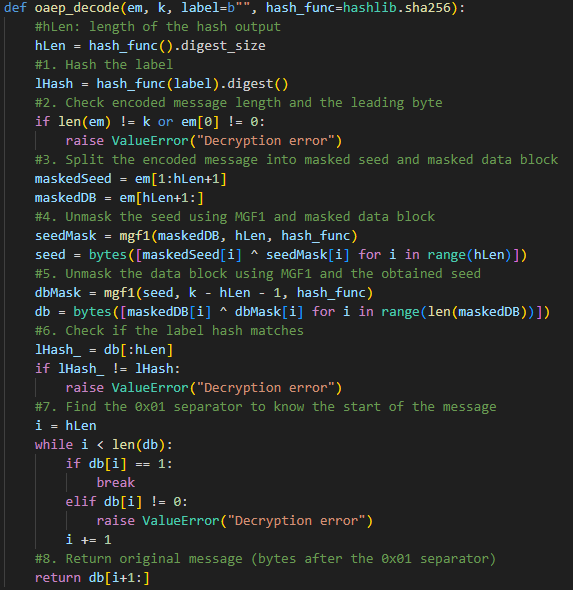 def oaep_decode(em, k, label=b"", hash_func=hashlib.sha256):
    #hLen: length of the hash output
    hLen = hash_func().digest_size
    #1. Hash the label
    lHash = hash_func(label).digest()
    #2. Check encoded message length and the leading byte
    if len(em) != k or em[0] != 0:
        raise ValueError("Decryption error")
    #3. Split the encoded message into masked seed and masked data block
    maskedSeed = em[1:hLen+1]
    maskedDB = em[hLen+1:]
    #4. Unmask the seed using MGF1 and masked data block
    seedMask = mgf1(maskedDB, hLen, hash_func)
    seed = bytes([maskedSeed[i] ^ seedMask[i] for i in range(hLen)])
    #5. Unmask the data block using MGF1 and the obtained seed
    dbMask = mgf1(seed, k - hLen - 1, hash_func)
    db = bytes([maskedDB[i] ^ dbMask[i] for i in range(len(maskedDB))])
    #6. Check if the label hash matches
    lHash_ = db[:hLen]
    if lHash_ != lHash:
        raise ValueError("Decryption error")
    #7. Find the 0x01 separator to know the start of the message
    i = hLen
    while i < len(db):
        if db[i] == 1:
            break
        elif db[i] != 0:
            raise ValueError("Decryption error")
        i += 1
    #8. Return original message (bytes after the 0x01 separator)
    return db[i+1:]